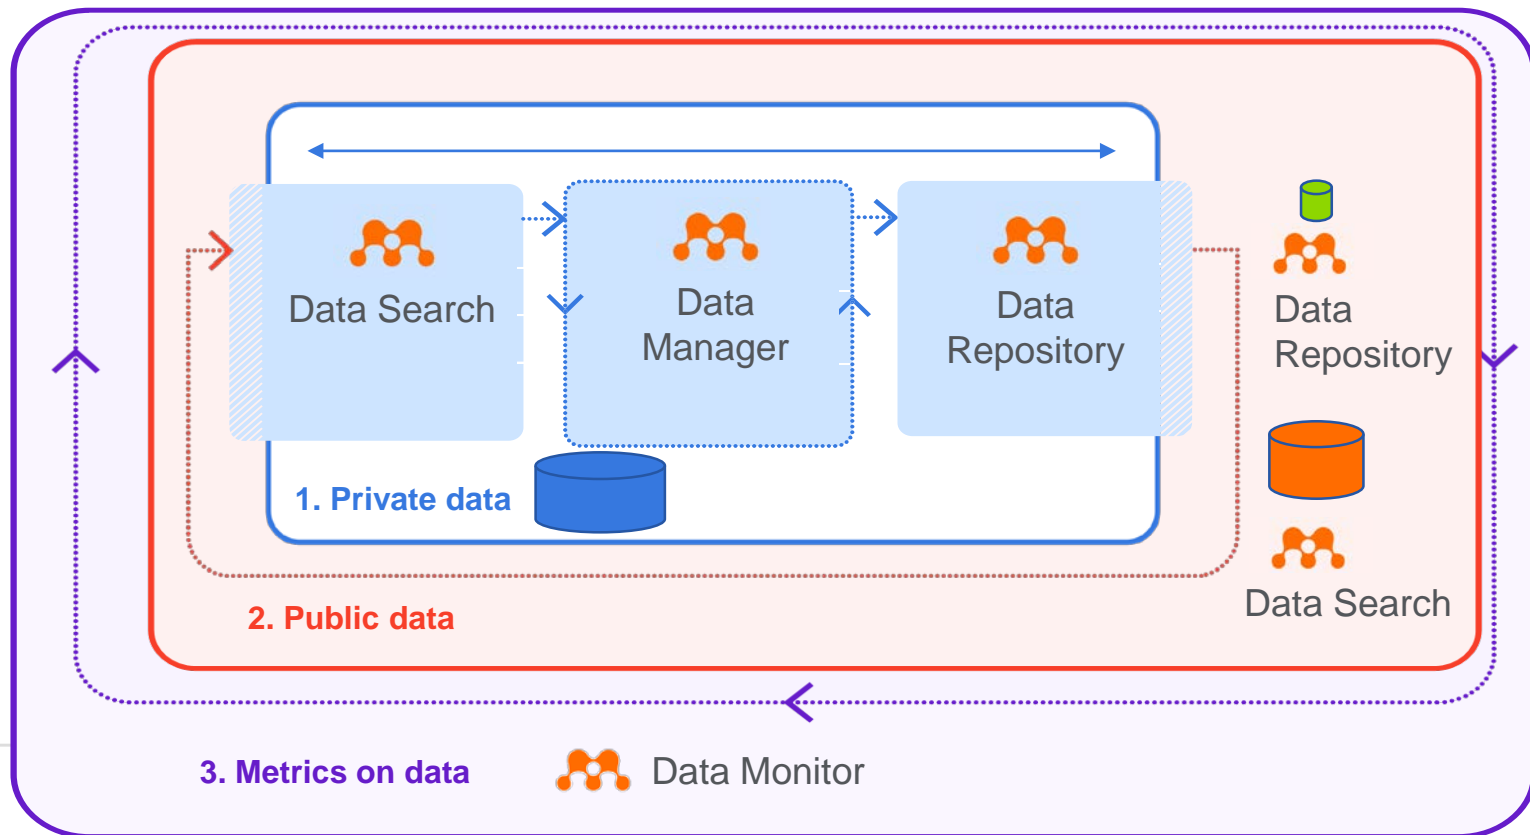 Data Search
Data
Manager
Data
Repository
Data
Repository
1. Private data
Data Search
2. Public data
3. Metrics on data
Data Monitor